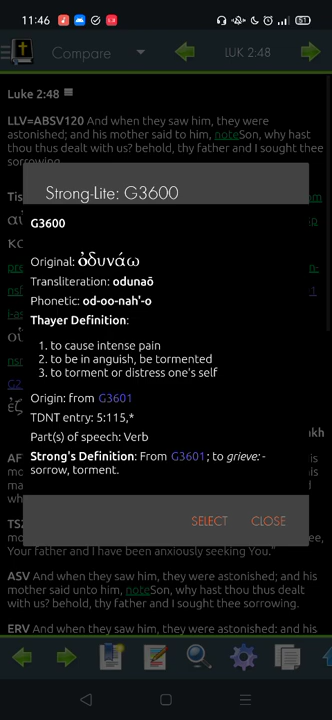 11:46
51
Compare
LUK 2:48
Luke 2:48
LLV=ABSV120 And when they saw him, they were
astonished; and his mother said to him, noteSon, why hast
thou thus dealt with us? behold, thy father and I sought thee
sorrowing.
Strong-Lite: G3600
G3600
Original: ὀδυνάω
Transliteration: odunaō
Phonetic: od-oo-nah'-o
Thayer Definition:
1. to cause intense pain
2. to be in anguish, be tormented
3. to torment or distress one's self
Origin: from G3601
TDNT entry: 5:115,*
Part(s) of speech: Verb
Strong's Definition: From G3601; to grieve: -
sorrow, torment.
SELECT CLOSE
Your father and I have been anxiously seeking You."
ASV And when they saw him, they were astonished; and his
mother said unto him, noteSon, why hast thou thus dealt
with us? behold, thy father and I sought thee sorrowing.
ERV And when they saw him, they were astonished: and his